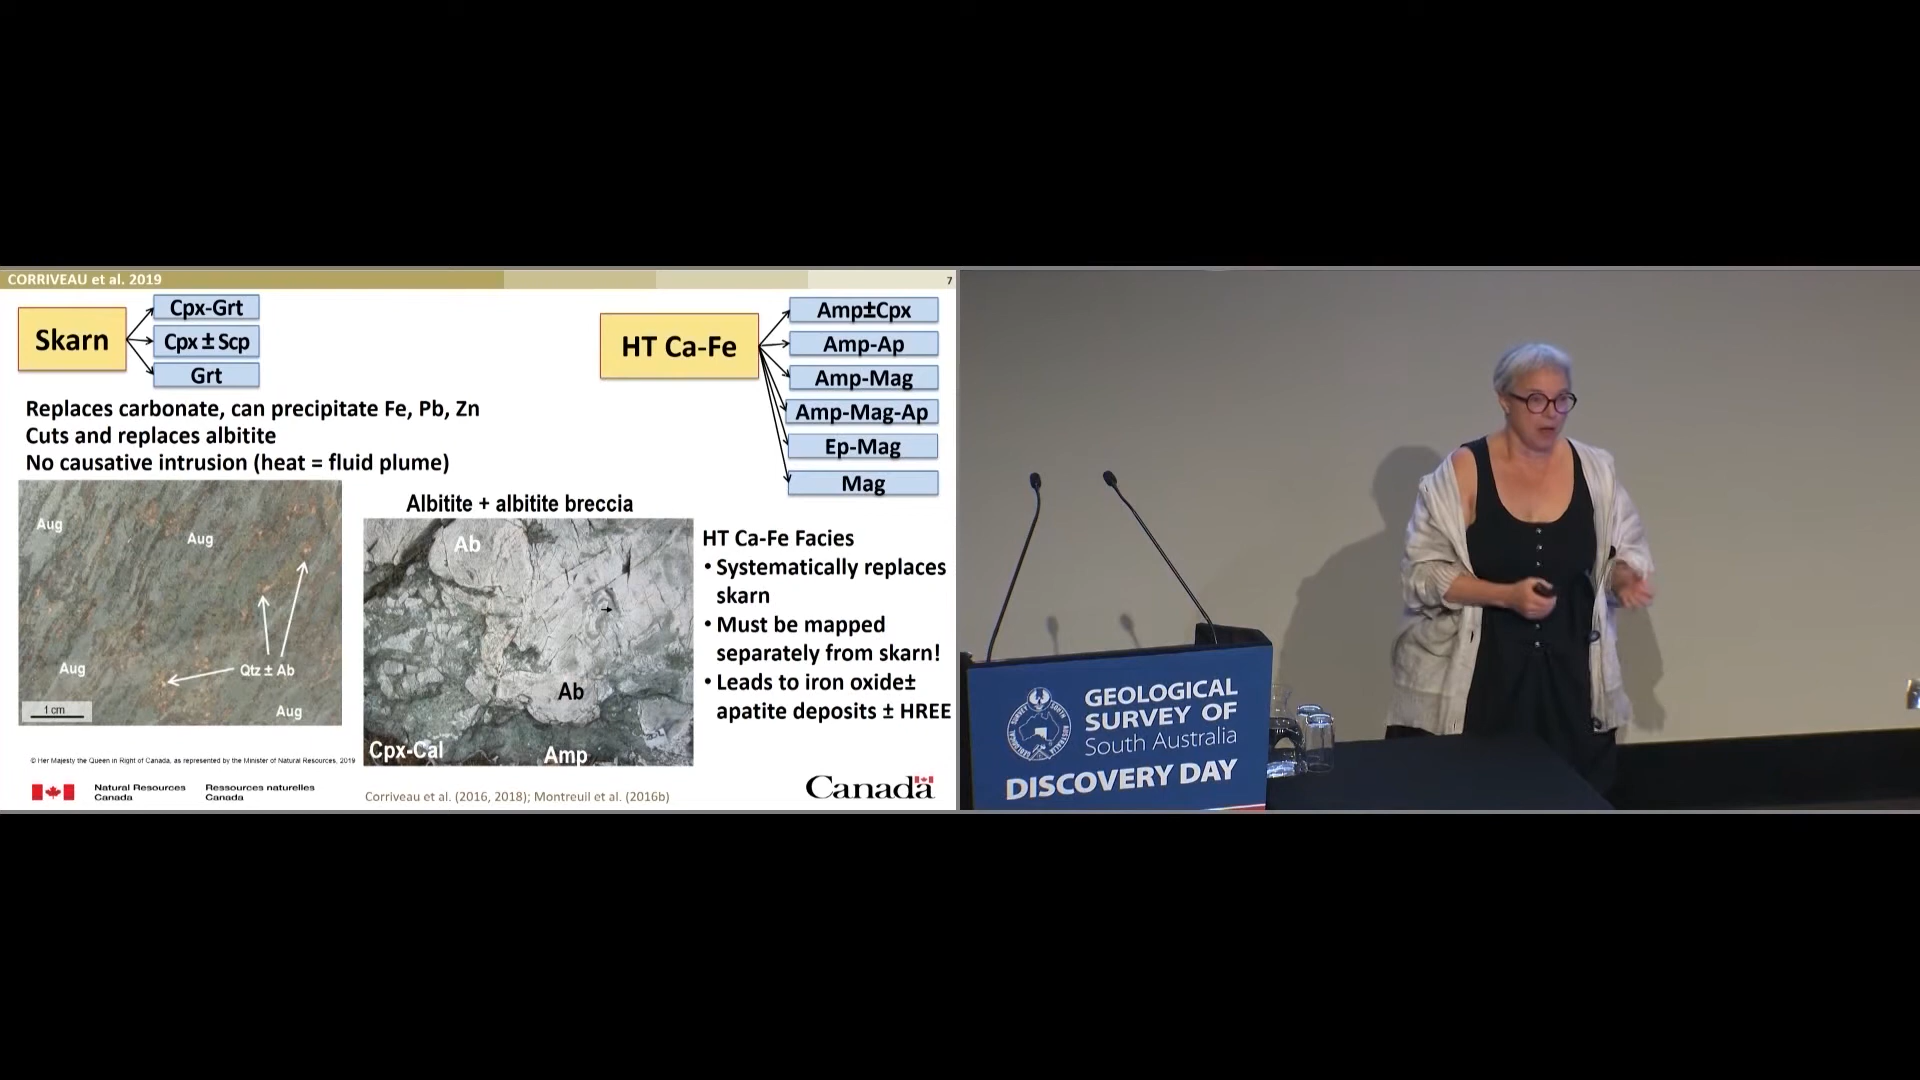 CORRIVEAU et al. 2019
7
Skarn
Cpx-Grt
Cpx ± Scp
Grt
HT Ca-Fe
Amp±Cpx
Amp-Ap
Amp-Mag
Amp-Mag-Ap
Ep-Mag
Mag
Replaces carbonate, can precipitate Fe, Pb, Zn
Cuts and replaces albitite
No causative intrusion (heat = fluid plume)
Aug
Aug
Aug
Qtz ± Ab
Aug
1 cm
Albitite + albitite breccia
Ab
Ab
Cpx-Cal
Amp
HT Ca-Fe Facies
• Systematically replaces
skarn
• Must be mapped
separately from skarn!
• Leads to iron oxide±
apatite deposits ± HREE
© Her Majesty the Queen in Right of Canada, as represented by the Minister of Natural Resources, 2019
Natural Resources
Canada
Ressources naturelles
Canada
Corriveau et al. (2016, 2018); Montreuil et al. (2016b)
Canada
GEOLOGICAL
SURVEY OF
South Australia
DISCOVERY DAY